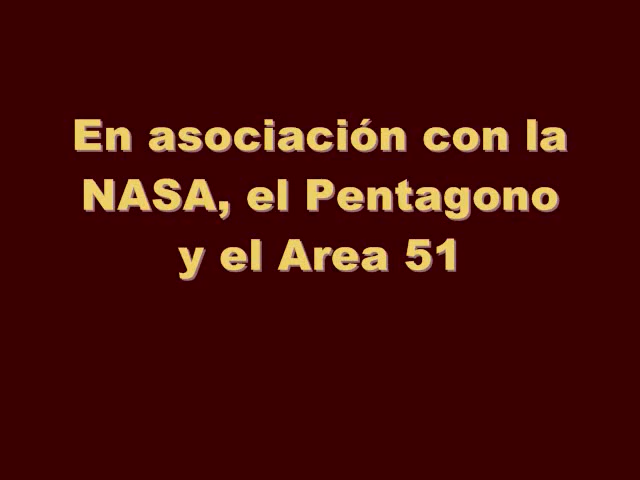 En asociación con la
NASA, el Pentagono
y el Area 51